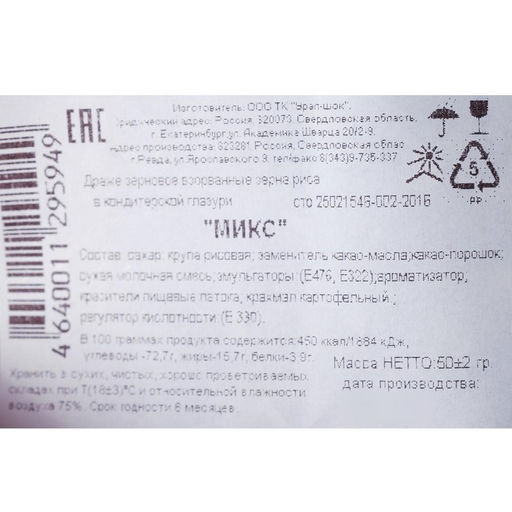 Изготовитель: ООО ТК "Урал-шок".
Юридический адрес: Россия, 620073, Свердловская область,
г. Екатеринбург,ул. Академика Шварца 20/2-9.
Адрес производства: 623281, Россия,Свердловская облас
г.Ревда,ул.Ярославского 9, тел/факс 8(343)9-735-337
ЕАС
4640011 295949
Драже зерновое взорванные зерна риса
в кондитерской глазури сто 25021546-002-2016
5
PP
"МИКС"
Состав: сахар; крупа рисовая; заменитель какао-масла;какао-порошок;
сухая молочная смесь;эмульгаторы: (Е476, Е322);ароматизатор;
красители пищевые патока; крахмал картофельный ;
регулятор кислотности: (Е 330).
В 100 граммах продукта содержится:450 ккал/1884 кДж,
углеводы -72,7г, жиры-15,7г, белки-3,9г.
Масса НЕТТО:50±2 гр.
дата производства:
Хранить в сухих, чистых, хорошо проветриваемых
складах при Т(18±3)°С и относительной влажности
воздуха 75%. Срок годности 6 месяцев.